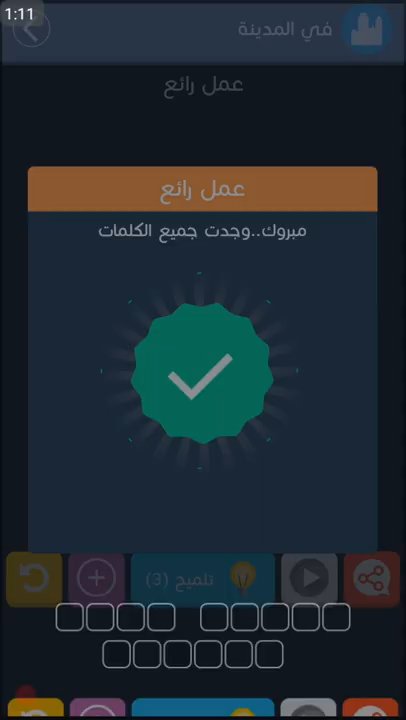 1:11
في المدينة
عمل رائع
عمل رائع
مبروك..وجدت جميع الكلمات
تلميح (3)